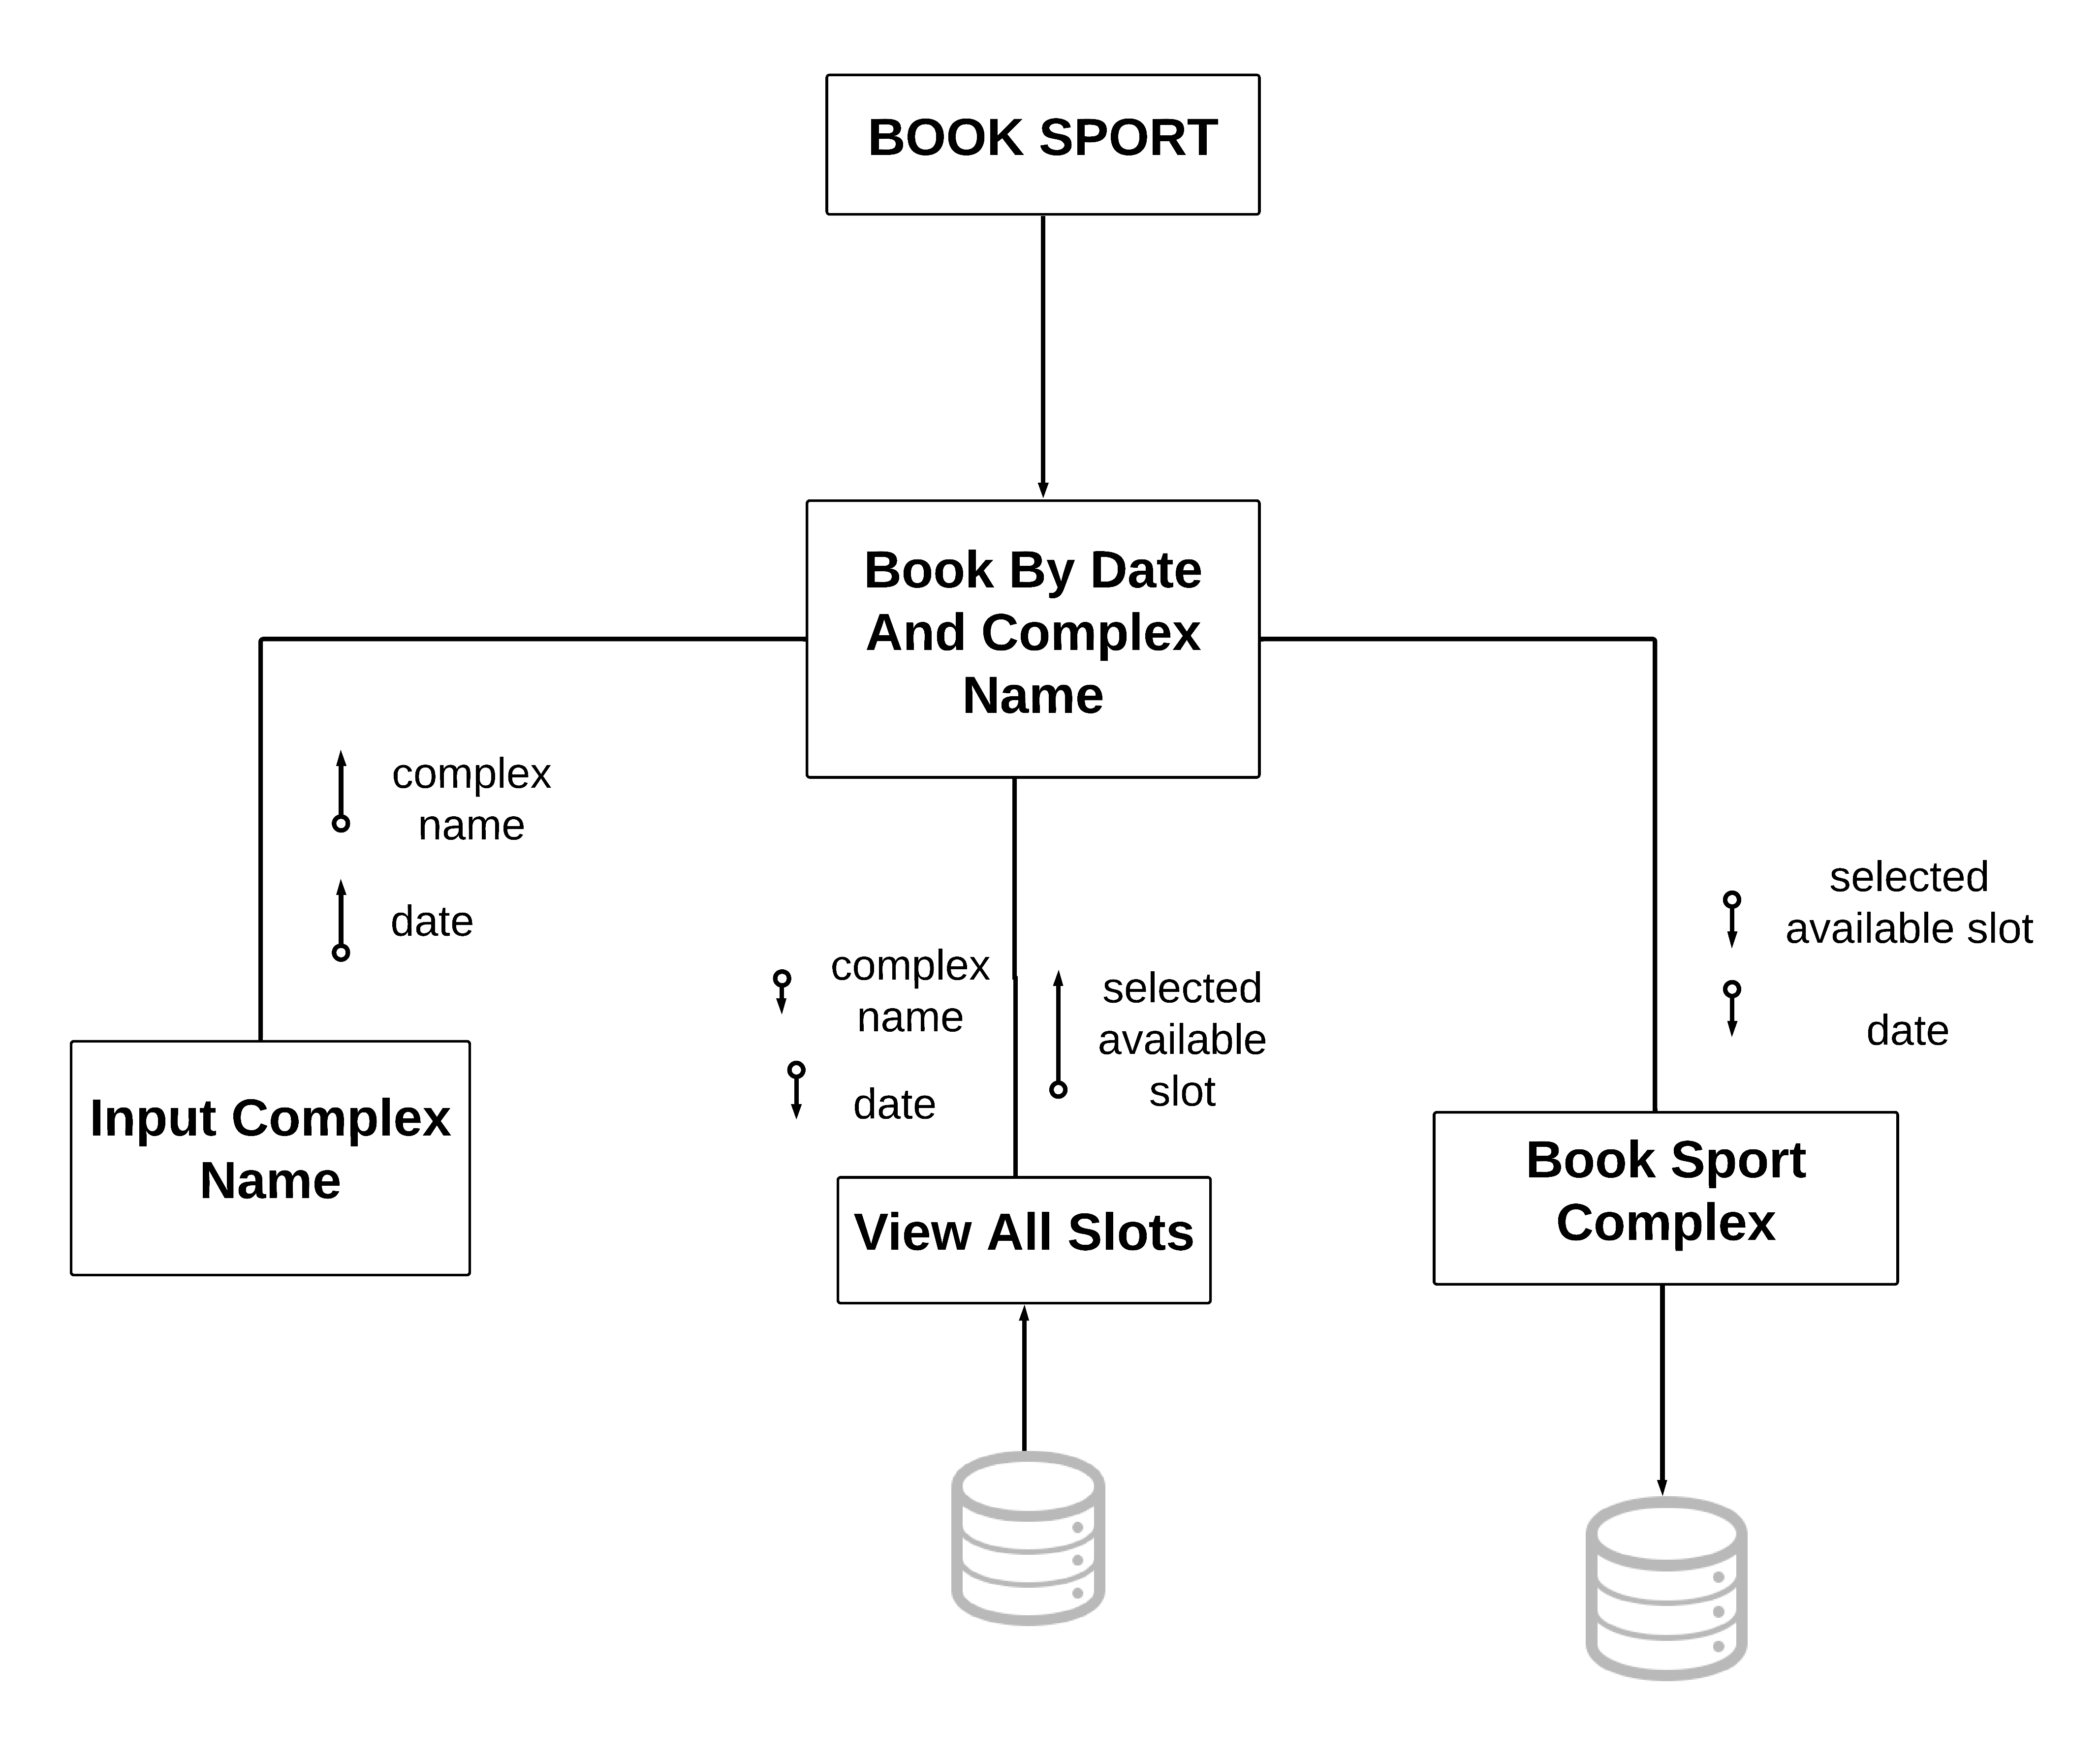 BOOK SPORT
Book By Date
And Complex
Name
complex
name
date
complex
name
date
selected
available
slot
selected
available slot
date
Input Complex
Name
View All Slots
Book Sport
Complex